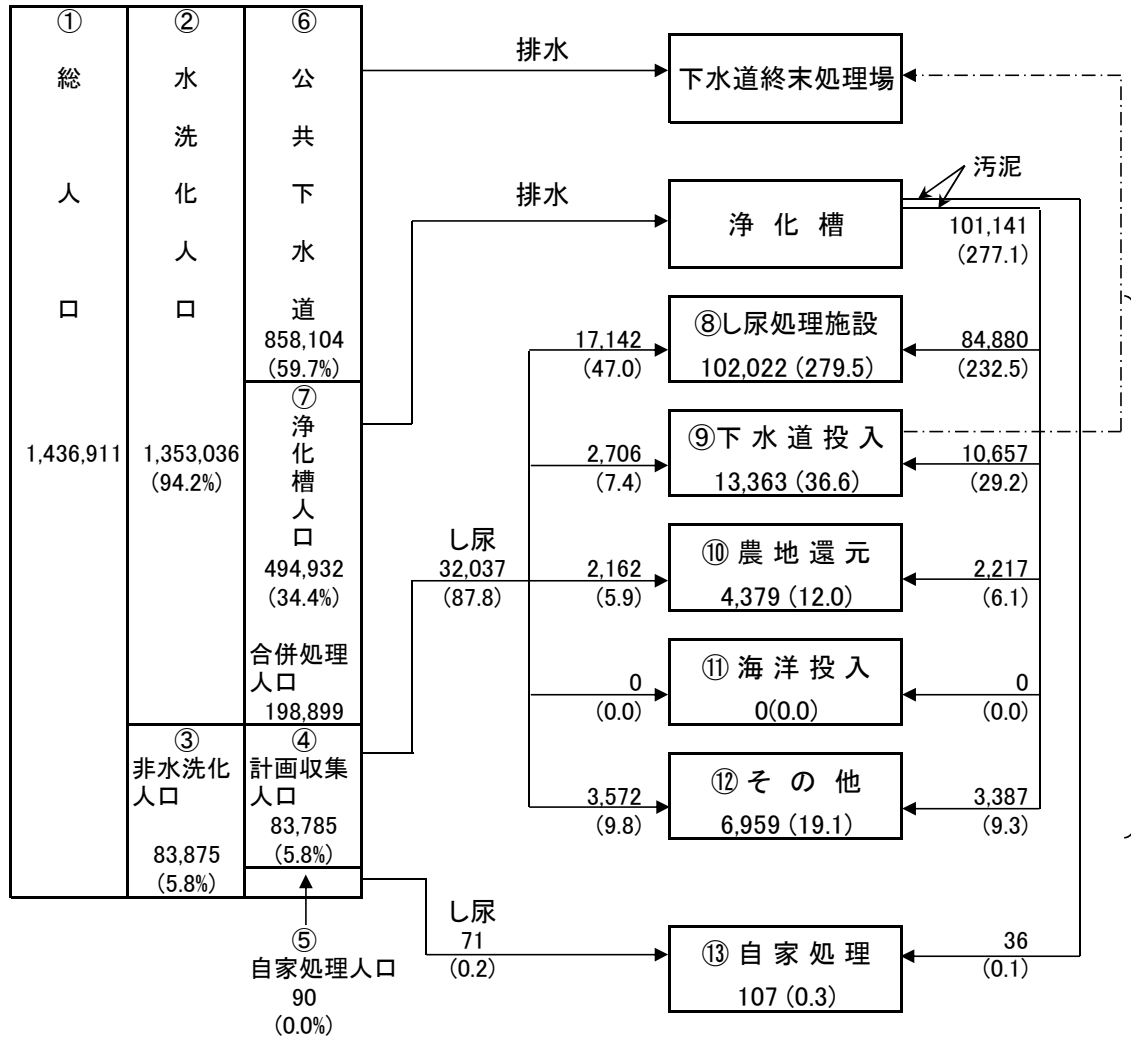 ①
総人口
1,436,911
②
水洗化人口
1,353,036
(94.2%)
⑥
公共下水道
858,104
(59.7%)
⑦
浄化槽人口
494,932
(34.4%)
合併処理
人口
198,899
③
非水洗化
人口
83,875
(5.8%)
④
計画収集
人口
83,785
(5.8%)
⑤
自家処理人口
90
(0.0%)
排水
下水道終末処理場
排水
浄化槽
汚泥
101,141
(277.1)
17,142
(47.0)
⑧し尿処理施設
102,022 (279.5)
84,880
(232.5)
2,706
(7.4)
⑨下水道投入
13,363 (36.6)
10,657
(29.2)
し尿
32,037
(87.8)
2,162
(5.9)
⑩農地還元
4,379 (12.0)
2,217
(6.1)
0
(0.0)
⑪海洋投入
0(0.0)
0
(0.0)
3,572
(9.8)
⑫その他
6,959 (19.1)
3,387
(9.3)
し尿
71
(0.2)
⑬自家処理
107 (0.3)
36
(0.1)